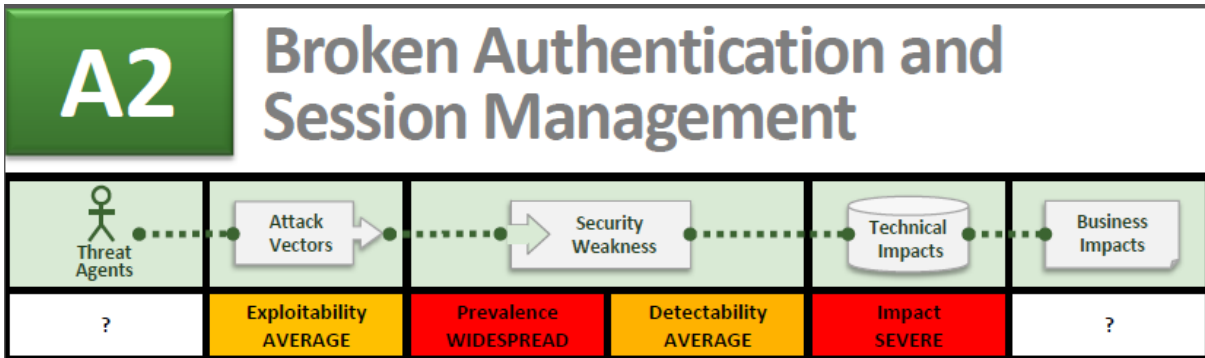 A2
Broken Authentication and
Session Management
Threat
Agents
Attack
Vectors
Security
Weakness
Technical
Impacts
Business
Impacts
?
Exploitability
AVERAGE
Prevalence
WIDESPREAD
Detectability
AVERAGE
Impact
SEVERE
?